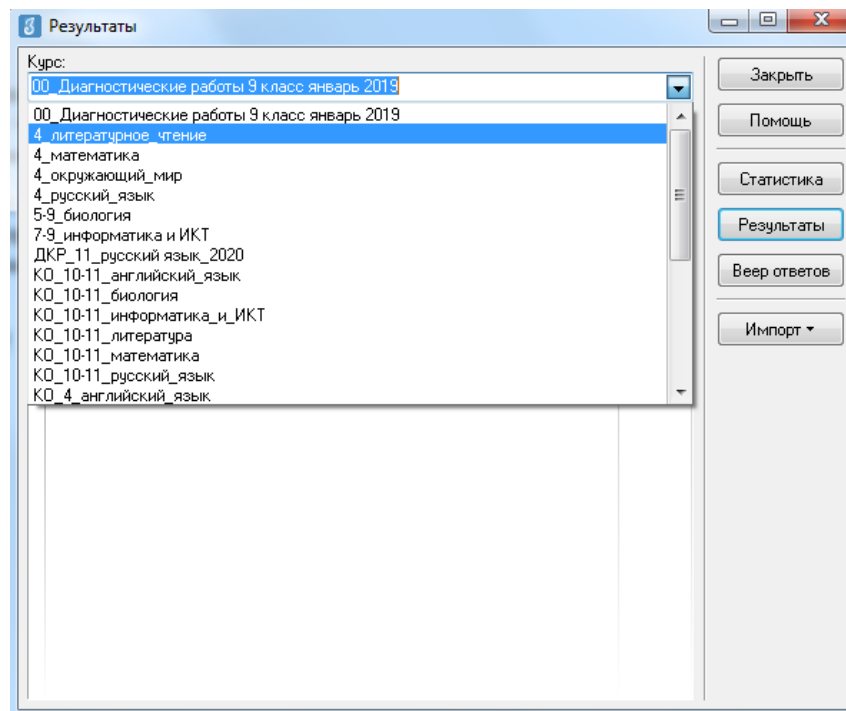 Результаты
Курс:
00_Диагностические работы 9 класс январь 2019
00_Диагностические работы 9 класс январь 2019
4_литературное_чтение
4_математика
4_окружающий_мир
4_русский_язык
5-9_биология
7-9_информатика и ИКТ
ДКР_11_русский язык_2020
КО_10-11_английский_язык
КО_10-11_биология
КО_10-11_информатика_и_ИКТ
КО_10-11_литература
КО_10-11_математика
КО_10-11_русский_язык
КО_4_английский_язык
Закрыть
Помощь
Статистика
Результаты
Веер ответов
Импорт